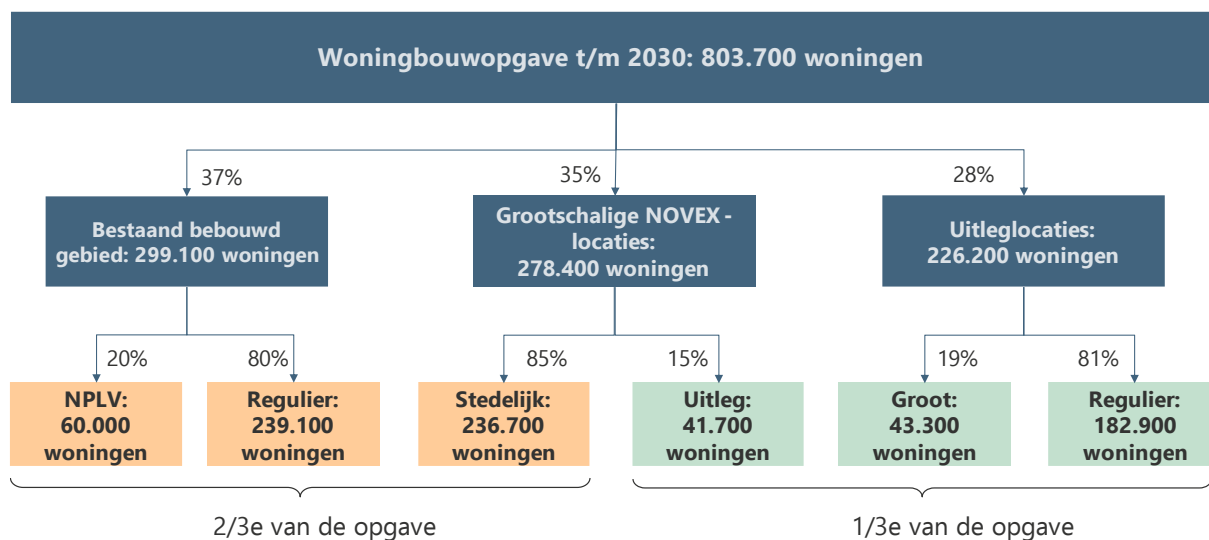 Woningbouwopgave t/m 2030: 803.700 woningen
37%
35%
28%
Bestaand bebouwd
gebied: 299.100 woningen
Grootschalige NOVEX -
locaties:
278.400 woningen
Uitleglocaties:
226.200 woningen
20%
80%
85%
15%
19%
81%
NPLV:
60.000
woningen
Regulier:
239.100
woningen
Stedelijk:
236.700
woningen
Uitleg:
41.700
woningen
Groot:
43.300
woningen
Regulier:
182.900
woningen
2/3e van de opgave
1/3e van de opgave